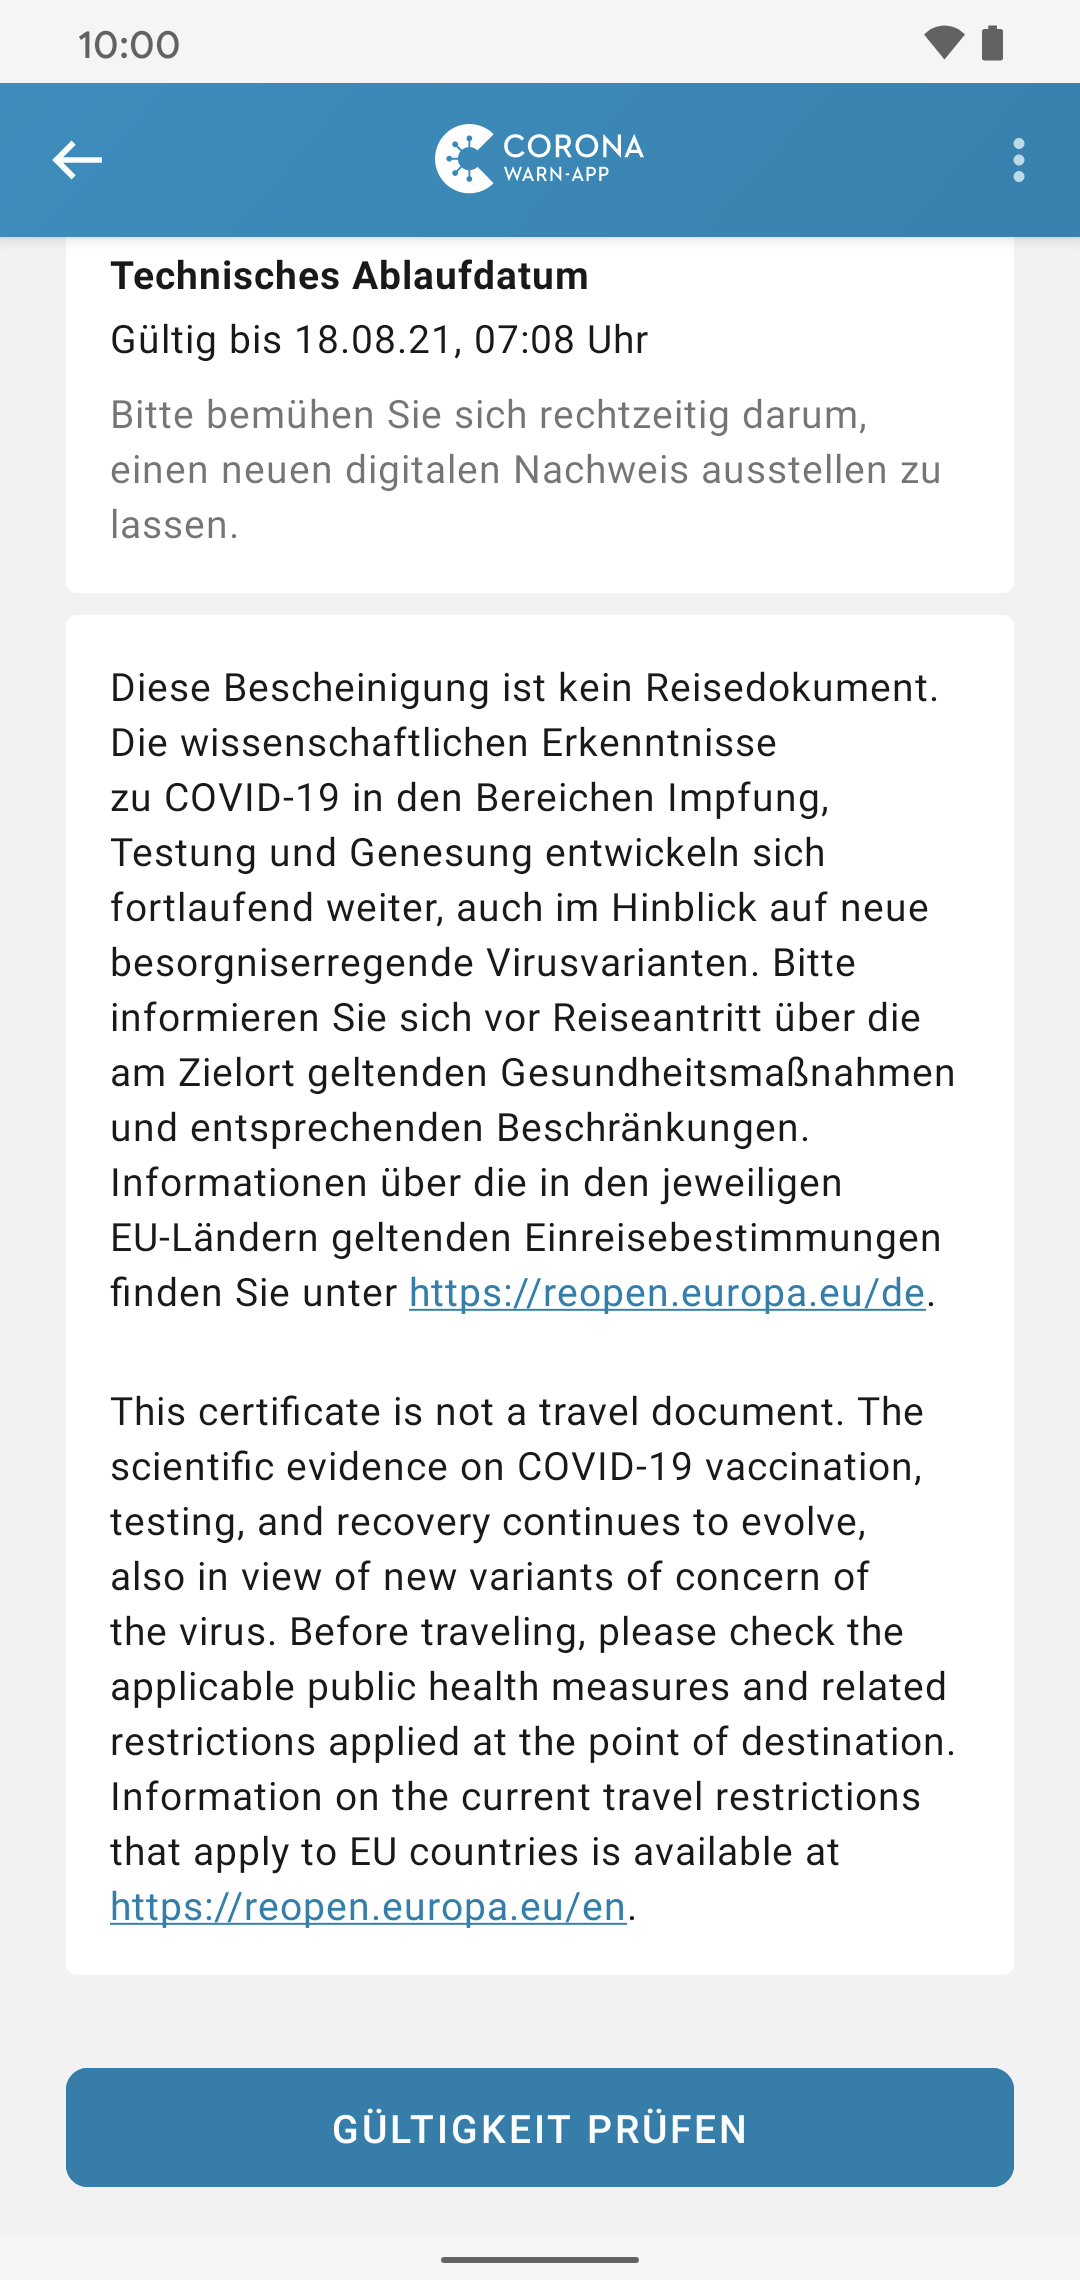 10:00
CORONA
WARN-APP
Technisches Ablaufdatum
Gültig bis 18.08.21, 07:08 Uhr
Bitte bemühen Sie sich rechtzeitig darum,
einen neuen digitalen Nachweis ausstellen zu
lassen.
Diese Bescheinigung ist kein Reisedokument.
Die wissenschaftlichen Erkenntnisse
zu COVID-19 in den Bereichen Impfung,
Testung und Genesung entwickeln sich
fortlaufend weiter, auch im Hinblick auf neue
besorgniserregende Virusvarianten. Bitte
informieren Sie sich vor Reiseantritt über die
am Zielort geltenden Gesundheitsmaßnahmen
und entsprechenden Beschränkungen.
Informationen über die in den jeweiligen
EU-Ländern geltenden Einreisebestimmungen
finden Sie unter https://reopen.europa.eu/de.
This certificate is not a travel document. The
scientific evidence on COVID-19 vaccination,
testing, and recovery continues to evolve,
also in view of new variants of concern of
the virus. Before traveling, please check the
applicable public health measures and related
restrictions applied at the point of destination.
Information on the current travel restrictions
that apply to EU countries is available at
https://reopen.europa.eu/en.
GÜLTIGKEIT PRÜFEN